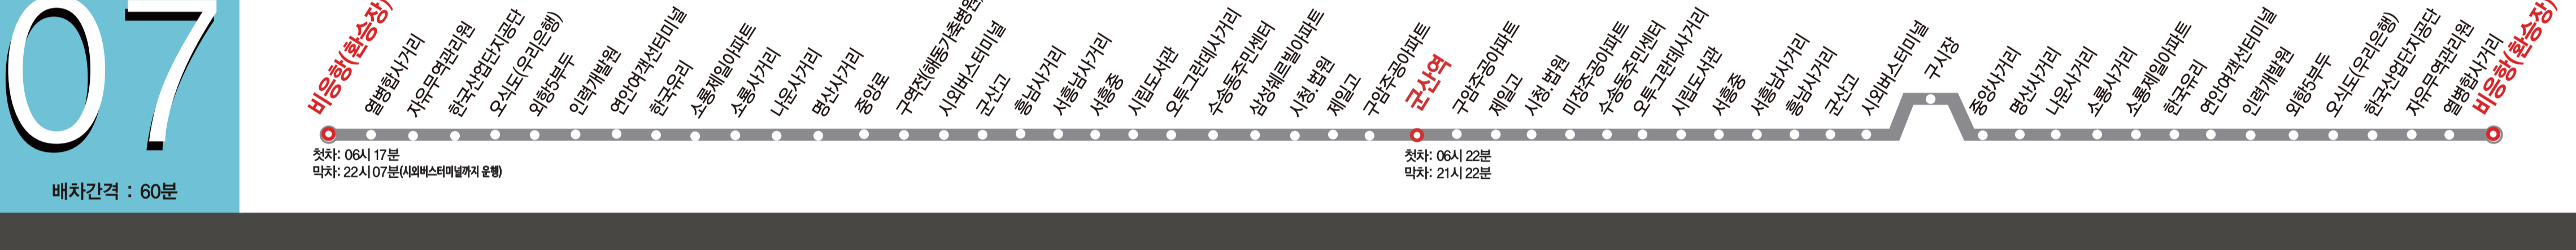 07
배차간격 : 60분
비응항(환승장)
열병합사거리
자유무역관리원
한국산업단지공단
오식도(우리은행)
외항5부두
인력개발원
연안여객선터미널
한국유리
소룡제일아파트
소룡사거리
나운사거리
명산사거리
중앙로
구역전(해동기축병원)
시외버스터미널
군산고
흥남사거리
서흥남사거리
서흥중
시립도서관
오투그란테사거리
수송동주민센터
삼성쉐르빌아파트
시청.법원
제일고
구암주공아파트
군산역
구암주공아파트
제일고
시청.법원
미장주공아파트
수송동주민센터
오투그란테사거리
시립도서관
서흥중
서흥남사거리
흥남사거리
군산고
시외버스터미널
구시장
중앙사거리
명산사거리
나운사거리
소룡사거리
소룡제일아파트
한국유리
연안여객선터미널
인력개발원
외항5부두
오식도(우리은행)
한국산업단지공단
자유무역관리원
열병합사거리
비응항(환승장)
첫차: 06시 17분
막차: 22시 07분(시외버스터미널까지 운행)
첫차: 06시 22분
막차: 21시 22분